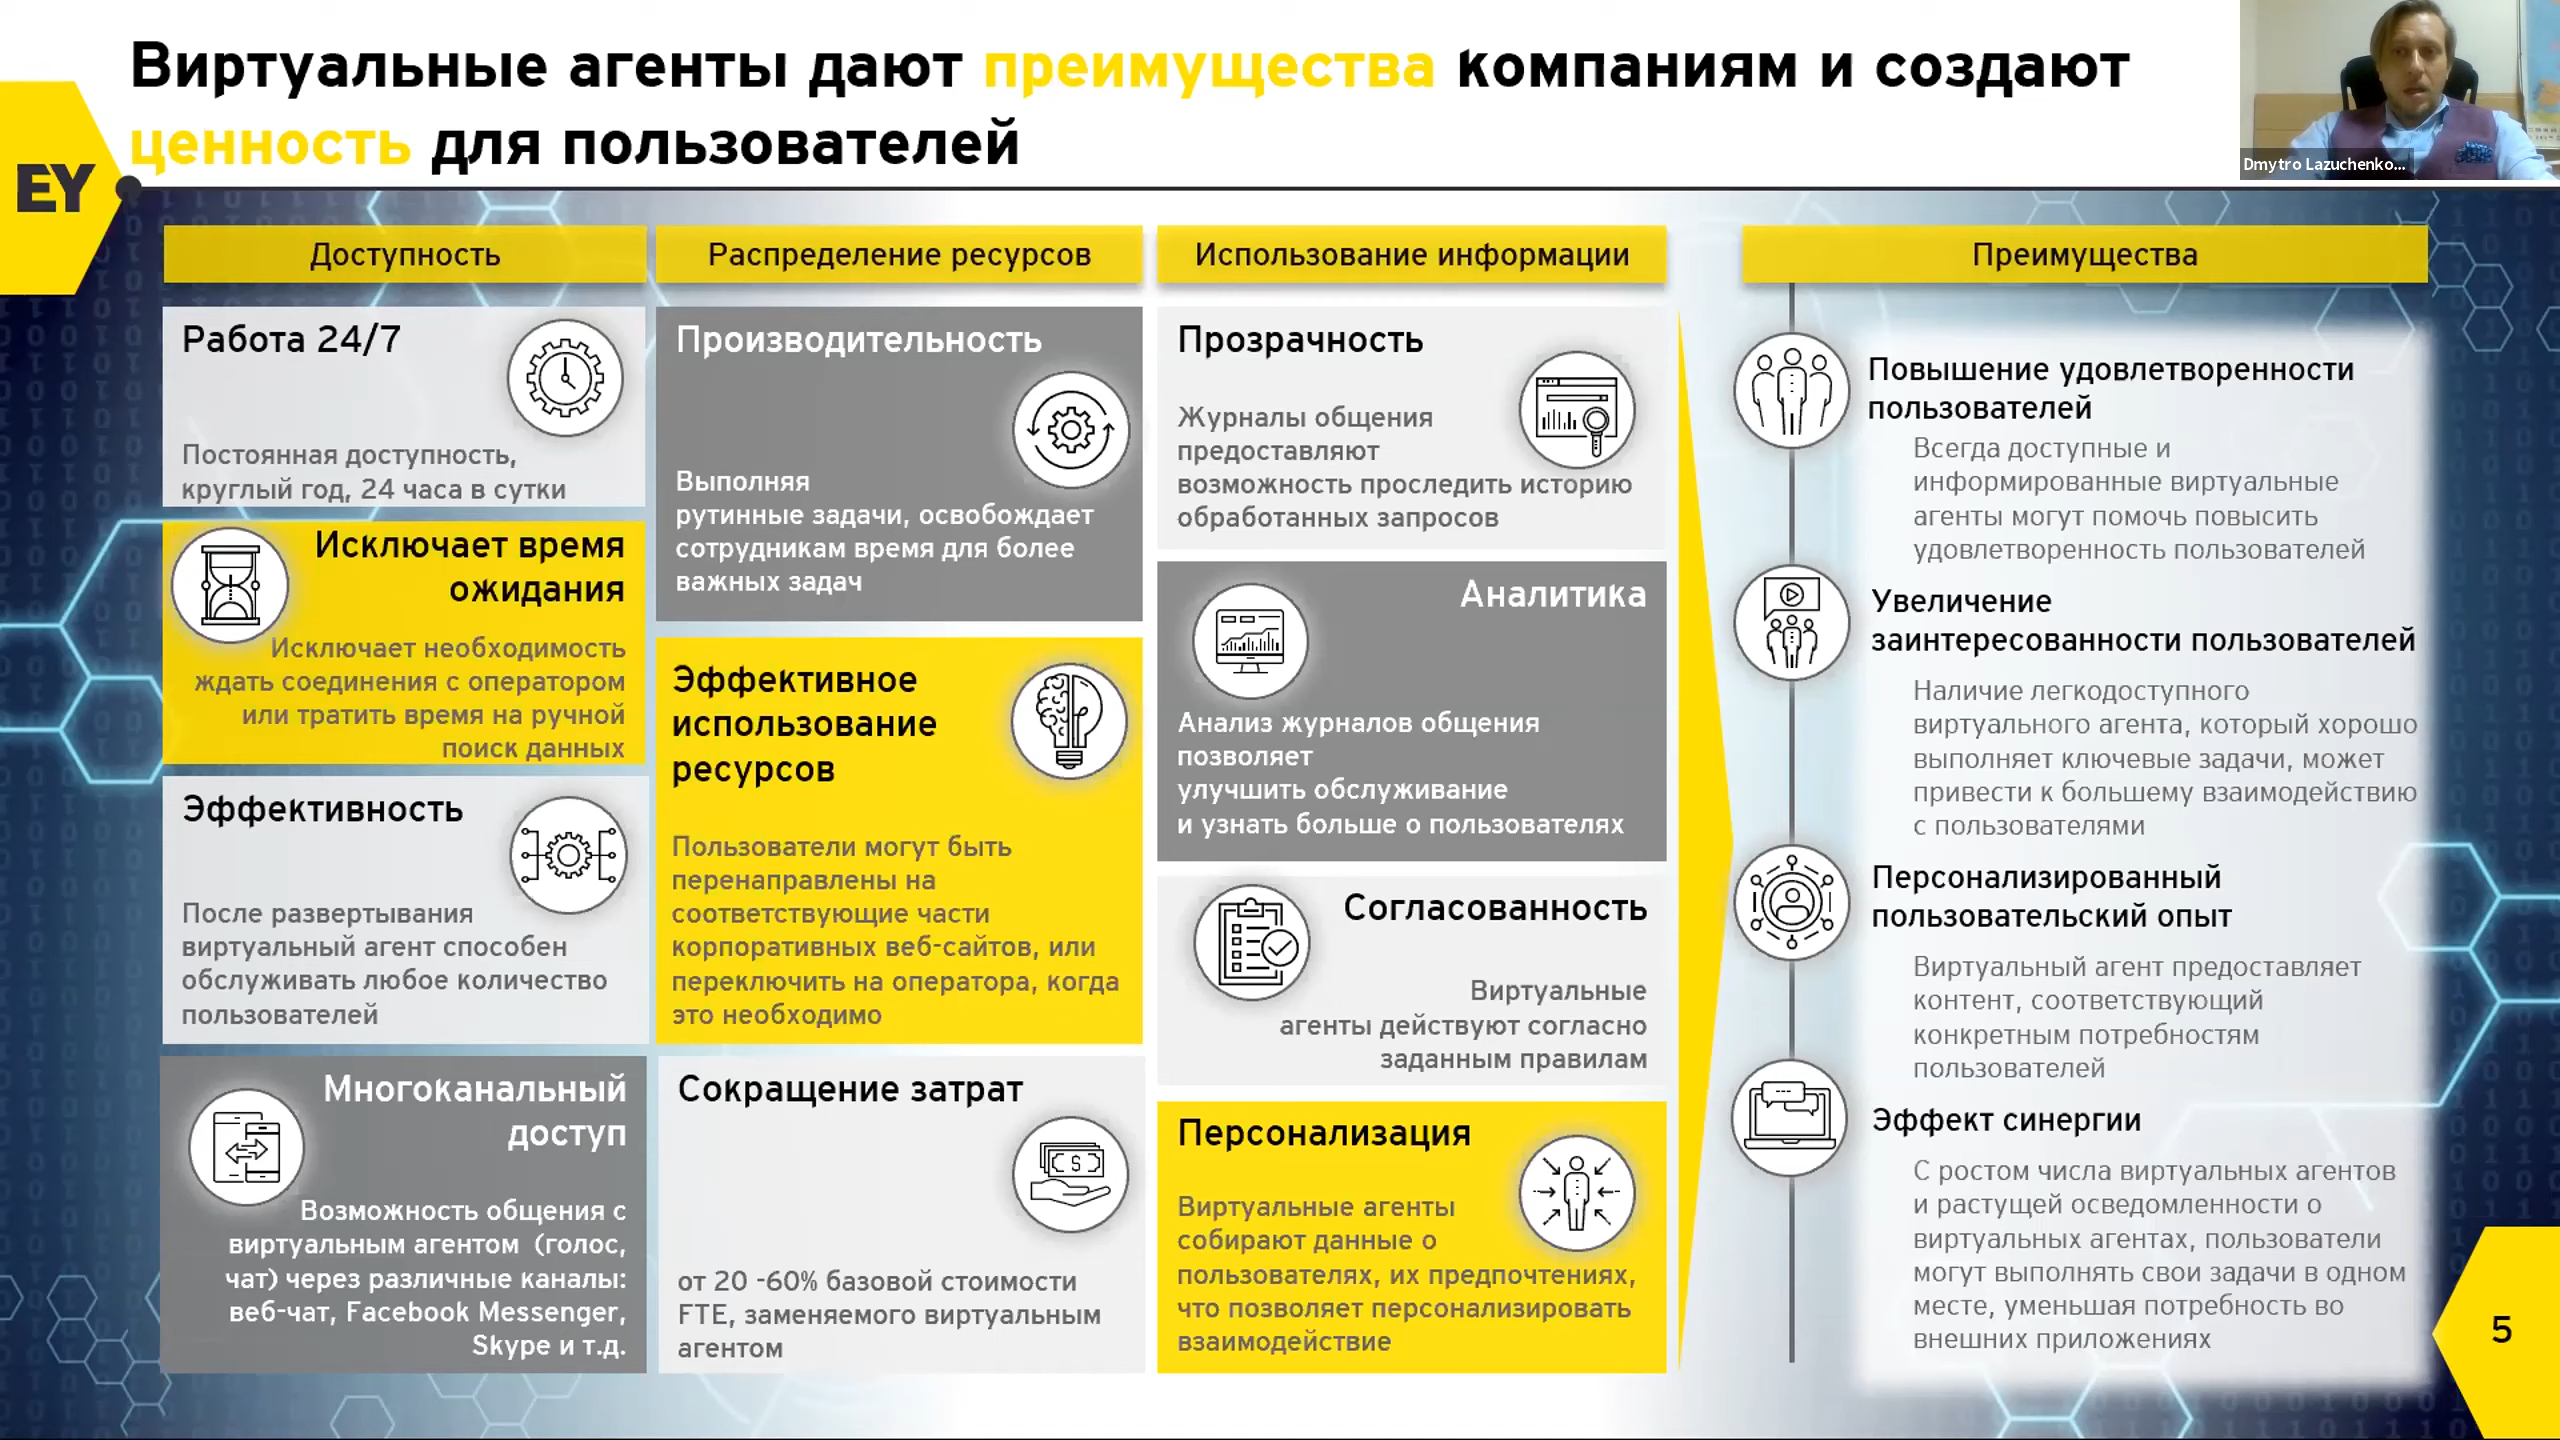 Виртуальные агенты дают преимущества компаниям и создают
ценность для пользователей
Dmytro Lazuchenko...
EY
Доступность
Работа 24/7
Постоянная доступность,
круглый год, 24 часа в сутки
Исключает время
ожидания
Исключает необходимость
ждать соединения с оператором
или тратить время на ручной
поиск данных
Эффективность
После развертывания
виртуальный агент способен
обслуживать любое количество
пользователей
Многоканальный
доступ
Возможность общения с
виртуальным агентом (голос,
чат) через различные каналы:
веб-чат, Facebook Messenger,
Skype и т.д.
Распределение ресурсов
Производительность
Выполняя
рутинные задачи, освобождает
сотрудникам время для более
важных задач
Эффективное
использование
ресурсов
Пользователи могут быть
перенаправлены на
соответствующие части
корпоративных веб-сайтов, или
переключить на оператора, когда
это необходимо
Сокращение затрат
от 20 -60% базовой стоимости
FTE, заменяемого виртуальным
агентом
Использование информации
Прозрачность
Журналы общения
предоставляют
возможность проследить историю
обработанных запросов
Аналитика
Анализ журналов общения
позволяет
улучшить обслуживание
и узнать больше о пользователях
Согласованность
Виртуальные
агенты действуют согласно
заданным правилам
Персонализация
Виртуальные агенты
собирают данные о
пользователях, их предпочтениях,
что позволяет персонализировать
взаимодействие
Преимущества
Повышение удовлетворенности
пользователей
Всегда доступные и
информированные виртуальные
агенты могут помочь повысить
удовлетворенность пользователей
Увеличение
заинтересованности пользователей
Наличие легкодоступного
виртуального агента, который хорошо
выполняет ключевые задачи, может
привести к большему взаимодействию
с пользователями
Персонализированный
пользовательский опыт
Виртуальный агент предоставляет
контент, соответствующий
конкретным потребностям
пользователей
Эффект синергии
С ростом числа виртуальных агентов
и растущей осведомленности о
виртуальных агентах, пользователи
могут выполнять свои задачи в одном
месте, уменьшая потребность во
внешних приложениях
5